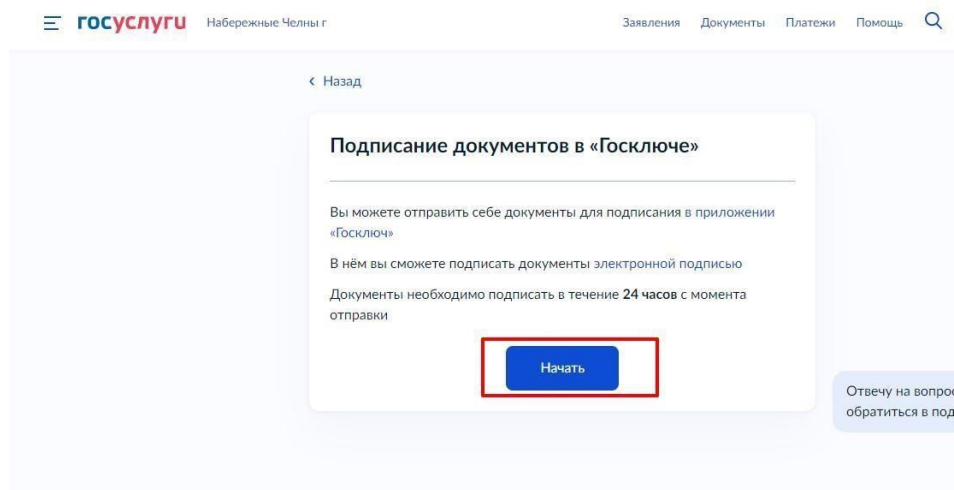 госуслуги Набережные Челны г Заявления Документы Платежи Помощь
Назад
Подписание документов в «Госключе»
Вы можете отправить себе документы для подписания в приложении
«Госключ»
В нём вы сможете подписать документы электронной подписью
Документы необходимо подписать в течение 24 часов с момента
отправки
Начать
Отвечу на
обратиться в